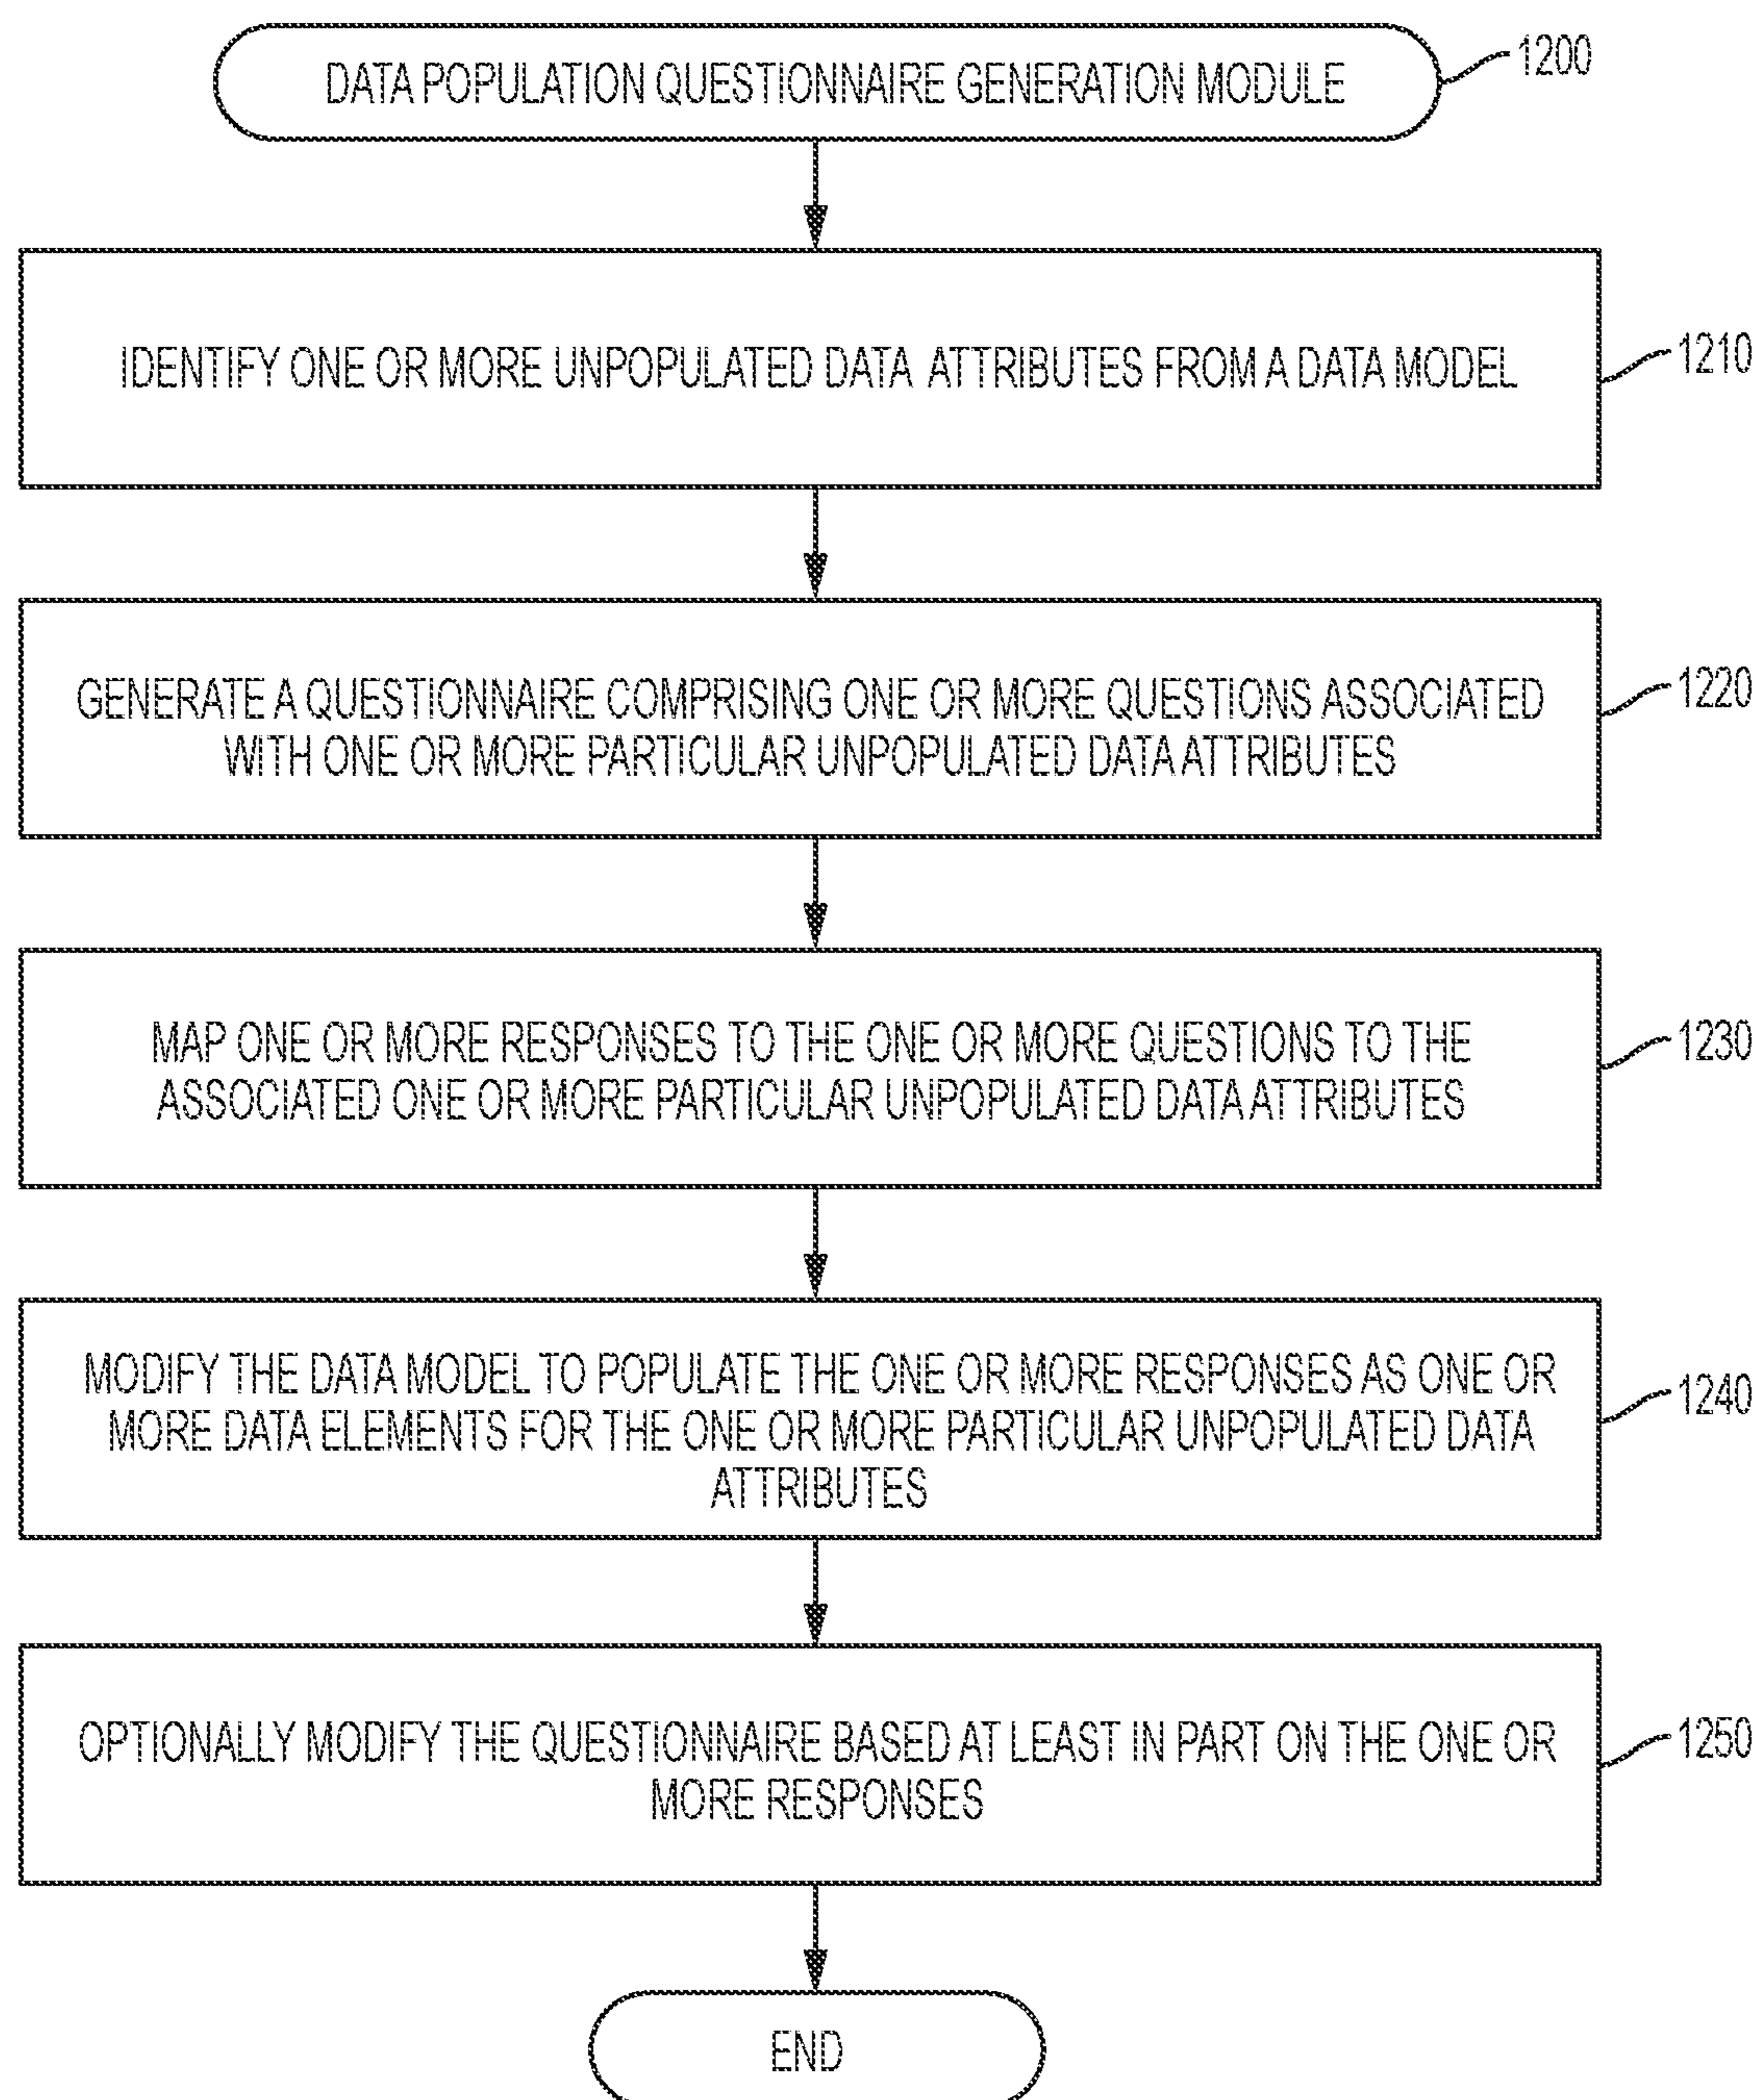 DATA POPULATION QUESTIONNAIRE GENERATION MODULE
1200
IDENTIFY ONE OR MORE UNPOPULATED DATA ATTRIBUTES FROM A DATA MODEL
1210
GENERATE A QUESTIONNAIRE COMPRISING ONE OR MORE QUESTIONS ASSOCIATED
WITH ONE OR MORE PARTICULAR UNPOPULATED DATA ATTRIBUTES
1220
MAP ONE OR MORE RESPONSES TO THE ONE OR MORE QUESTIONS TO THE
ASSOCIATED ONE OR MORE PARTICULAR UNPOPULATED DATA ATTRIBUTES
1230
MODIFY THE DATA MODEL TO POPULATE THE ONE OR MORE RESPONSES AS ONE OR
MORE DATA ELEMENTS FOR THE ONE OR MORE PARTICULAR UNPOPULATED DATA
ATTRIBUTES
1240
OPTIONALLY MODIFY THE QUESTIONNAIRE BASED AT LEAST IN PART ON THE ONE OR
MORE RESPONSES
1250
END